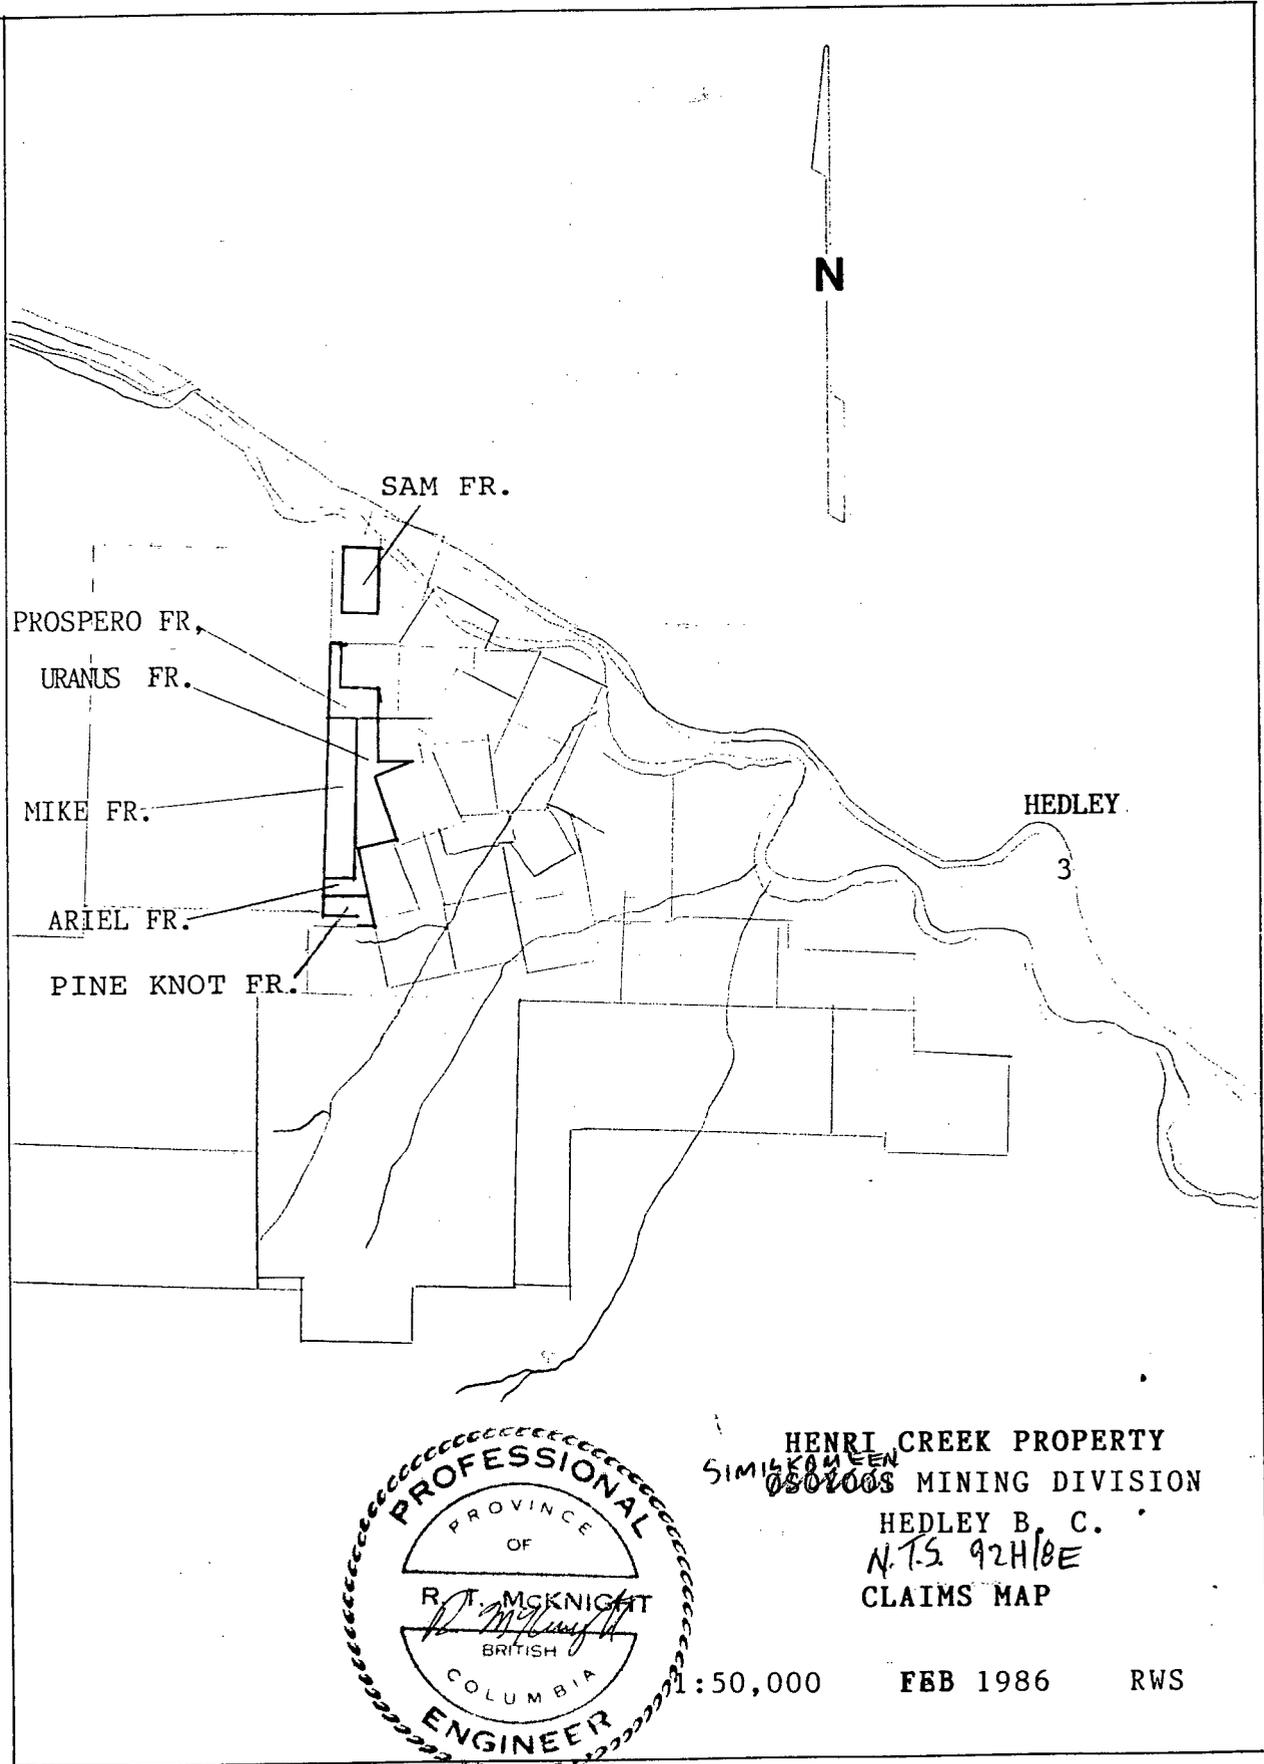 N
SAM FR.
PROSPERO FR,
URANUS FR.
MIKE FR.
HEDLEY
3
ARIEL FR.
PINE KNOT FR.
HENRI CREEK PROPERTY
SIMILKAMEEN
OSOYOOS MINING DIVISION
HEDLEY B. C.
N.T.S. 92H/8E
CLAIMS MAP
1:50,000 FEB 1986 RWS
PROFESSIONAL
PROVINCE
OF
R. T. McKNIGHT
R McKnight
BRITISH
COLUMBIA
ENGINEER